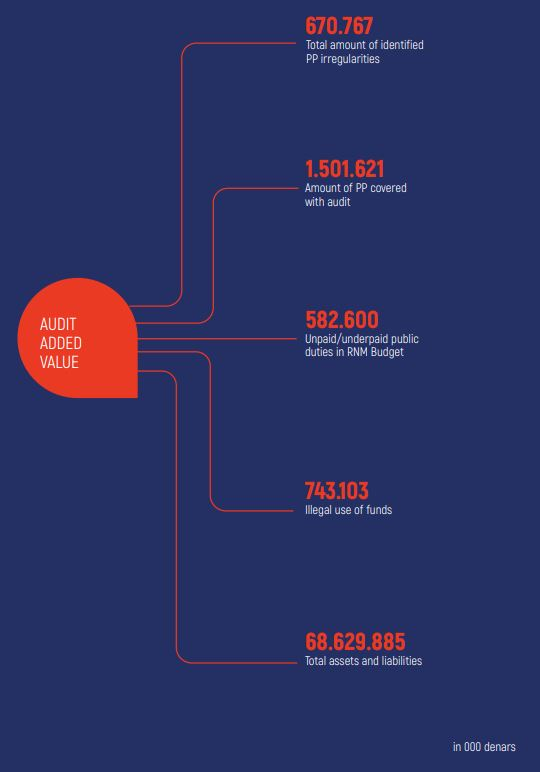 670.767
Total amount of identified
PP irregularities
1.501.621
Amount of PP covered
with audit
AUDIT
ADDED
VALUE
582.600
Unpaid/underpaid public
duties in RNM Budget
743.103
Illegal use of funds
68.629.885
Total assets and liabilities
in 000 denars